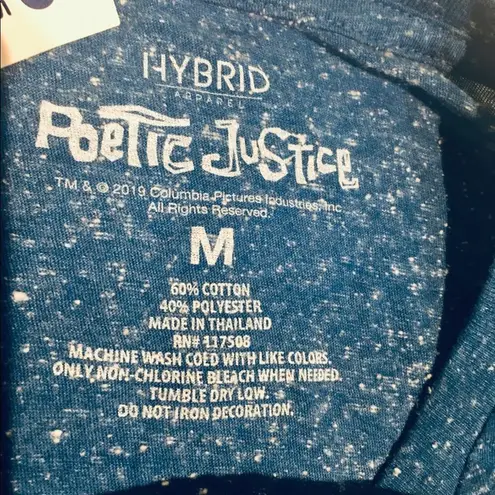 HYBRID
APPAREL
Poetic Justice
TM & © 2019 Columbia Pictures Industries, Inc.
All Rights Reserved.
M
60% COTTON
40% POLYESTER
MADE IN THAILAND
RN# 117508
MACHINE WASH COLD WITH LIKE COLORS.
ONLY NON-CHLORINE BLEACH WHEN NEEDED.
TUMBLE DRY LOW.
DO NOT IRON DECORATION.